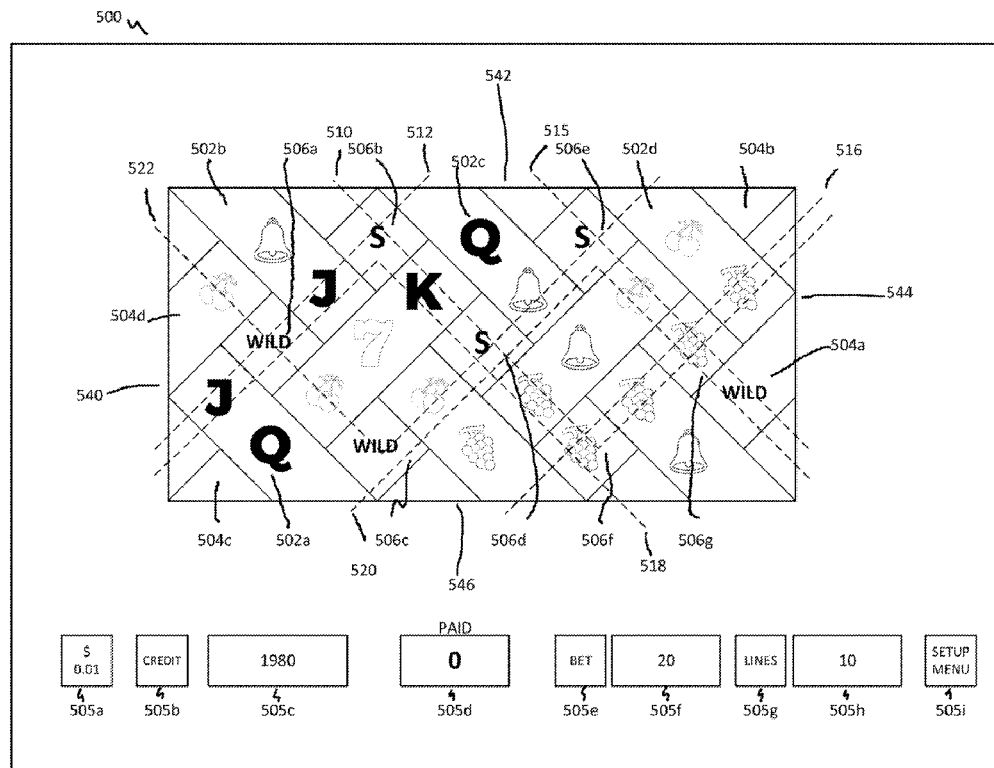 500
542
510 512 515
502b 506a 506b 502c 506e 502d 504b 516
522
S Q S
J K
504d WILD 7 S 544
504a
540 J WILD
Q WILD
504c 502a 506c 506d 506f 506g
520 546 518
PAID
$ 0.01 CREDIT 1980 0 BET 20 LINES 10 SETUP MENU
505a 505b 505c 505d 505e 505f 505g 505h 505i